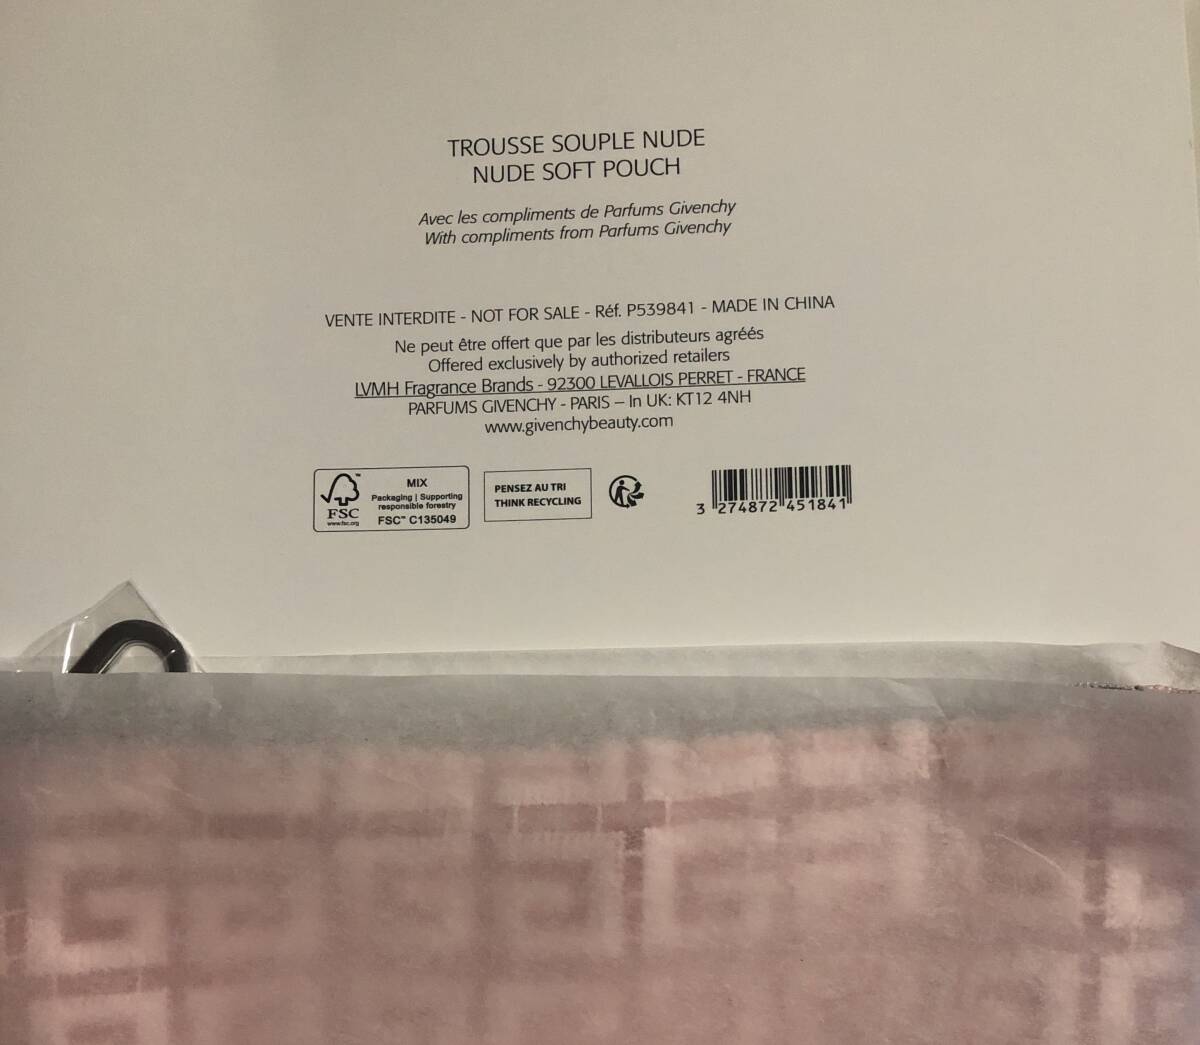 TROUSSE SOUPLE NUDE
NUDE SOFT POUCH
Avec les compliments de Parfums Givenchy
With compliments from Parfums Givenchy
VENTE INTERDITE - NOT FOR SALE - Réf. P539841 - MADE IN CHINA
Ne peut être offert que par les distributeurs agréés
Offered exclusively by authorized retailers
LVMH Fragrance Brands - 92300 LEVALLOIS PERRET - FRANCE
PARFUMS GIVENCHY - PARIS – In UK: KT12 4NH
www.givenchybeauty.com
FSC
www.fsc.org
MIX
Packaging | Supporting
responsible forestry
FSC™ C135049
PENSEZ AU TRI
THINK RECYCLING
3 274872 451841